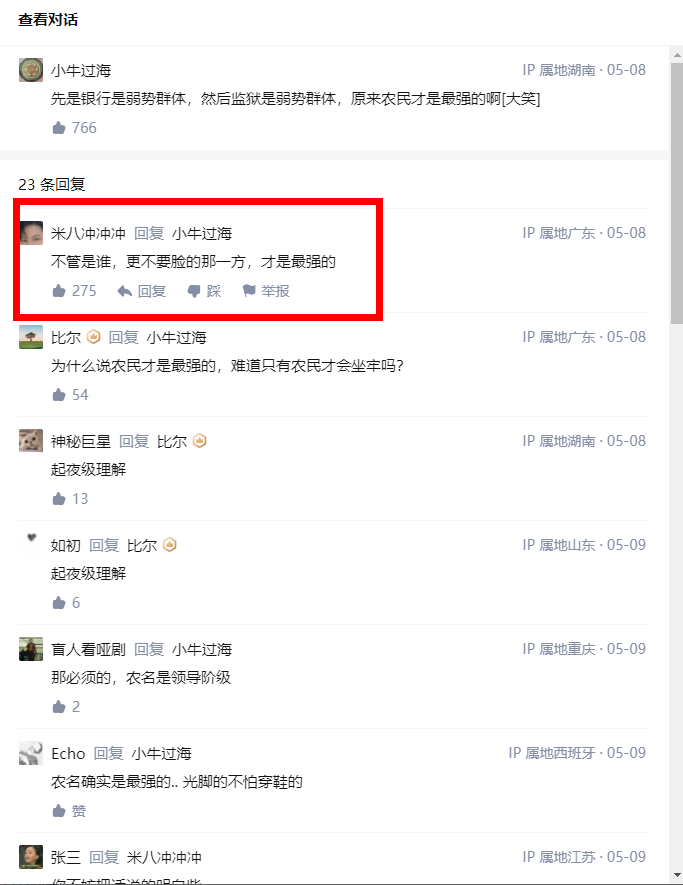 查看对话
小牛过海 IP 属地湖南 · 05-08
先是银行是弱势群体，然后监狱是弱势群体，原来农民才是最强的啊[大笑]
766
23 条回复
米八冲冲冲 回复 小牛过海 IP 属地广东 · 05-08
不管是谁，更不要脸的那一方，才是最强的
275 回复 踩 举报
比尔 回复 小牛过海 IP 属地广东 · 05-08
为什么说农民才是最强的，难道只有农民才会坐牢吗？
54
神秘巨星 回复 比尔 IP 属地湖南 · 05-08
起夜级理解
13
如初 回复 比尔 IP 属地山东 · 05-09
起夜级理解
6
盲人看哑剧 回复 小牛过海 IP 属地重庆 · 05-09
那必须的，农名是领导阶级
2
Echo 回复 小牛过海 IP 属地西班牙 · 05-09
农名确实是最强的.. 光脚的不怕穿鞋的
赞
张三 回复 米八冲冲冲 IP 属地江苏 · 05-09